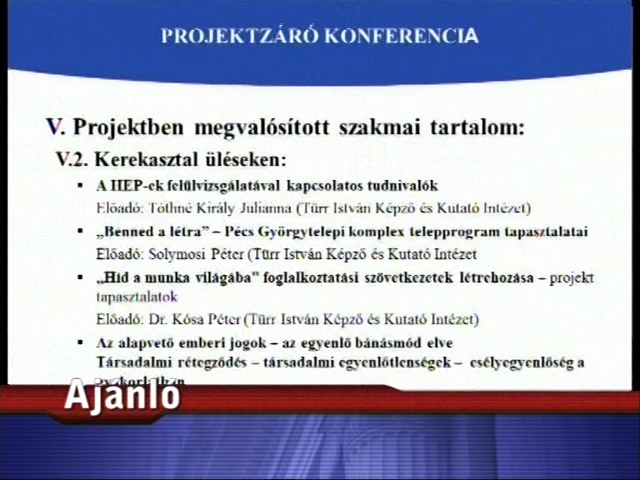 PROJEKTZÁRÓ KONFERENCIA
V. Projektben megvalósított szakmai tartalom:
V.2. Kerekasztal üléseken:
▪ A HEP-ek felülvizsgálatával kapcsolatos tudnivalók
Előadó: Tóthné Király Julianna (Türr István Képző és Kutató Intézet)
▪ „Benned a létra” – Pécs Györgytelepi komplex telepprogram tapasztalatai
Előadó: Solymosi Péter (Türr István Képző és Kutató Intézet
▪ „Híd a munka világába” foglalkoztatási szövetkezetek létrehozása – projekt
tapasztalatok
Előadó: Dr. Kósa Péter (Türr István Képző és Kutató Intézet)
▪ Az alapvető emberi jogok – az egyenlő bánásmód elve
Társadalmi rétegződés – társadalmi egyenlőtlenségek – esélyegyenlőség a
Ajánló